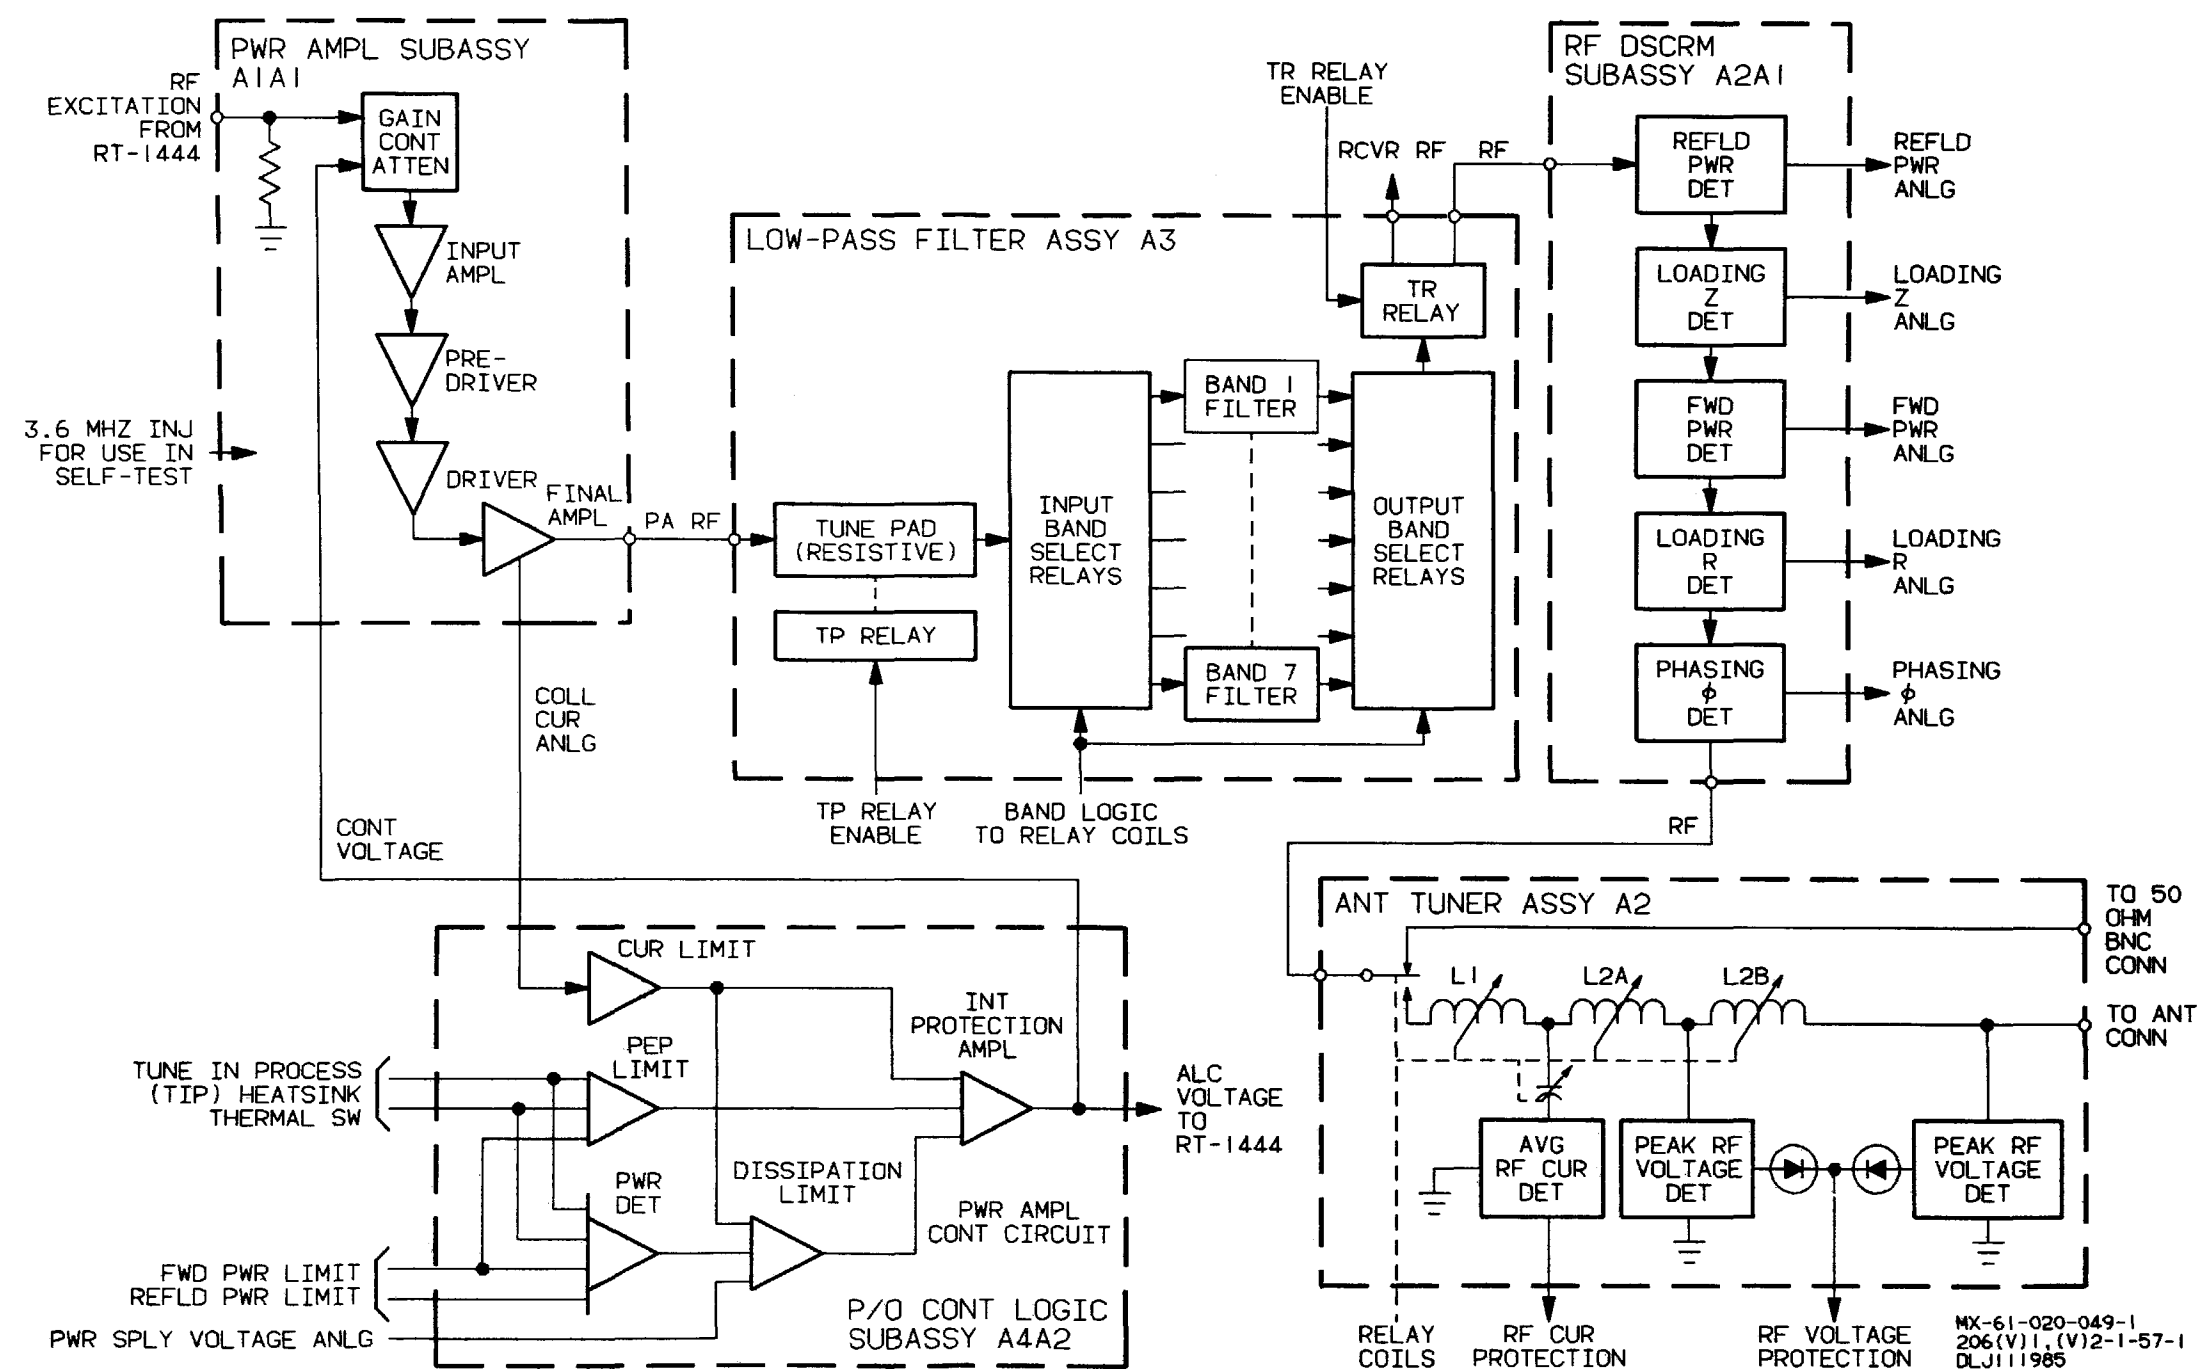 PWR AMPL SUBASSY
A1A1
RF
EXCITATION
FROM
RT-1444
GAIN
CONT
ATTEN
INPUT
AMPL
PRE-
DRIVER
3.6 MHZ INJ
FOR USE IN
SELF-TEST
DRIVER
FINAL
AMPL
PA RF
COLL
CUR
ANLG
CONT
VOLTAGE
LOW-PASS FILTER ASSY A3
TR RELAY
ENABLE
RCVR RF
RF
TR
RELAY
TUNE PAD
(RESISTIVE)
TP RELAY
INPUT
BAND
SELECT
RELAYS
BAND 1
FILTER
BAND 7
FILTER
OUTPUT
BAND
SELECT
RELAYS
TP RELAY
ENABLE
BAND LOGIC
TO RELAY COILS
RF DSCRM
SUBASSY A2A1
REFLD
PWR
DET
REFLD
PWR
ANLG
LOADING
Z
DET
LOADING
Z
ANLG
FWD
PWR
DET
FWD
PWR
ANLG
LOADING
R
DET
LOADING
R
ANLG
PHASING
ϕ
DET
PHASING
ϕ
ANLG
RF
CUR LIMIT
INT
PROTECTION
AMPL
PEP
LIMIT
TUNE IN PROCESS
(TIP) HEATSINK
THERMAL SW
ALC
VOLTAGE
TO
RT-1444
PWR
DET
DISSIPATION
LIMIT
PWR AMPL
CONT CIRCUIT
FWD PWR LIMIT
REFLD PWR LIMIT
PWR SPLY VOLTAGE ANLG
P/O CONT LOGIC
SUBASSY A4A2
ANT TUNER ASSY A2
TO 50
OHM
BNC
CONN
L1
L2A
L2B
TO ANT
CONN
AVG
RF CUR
DET
PEAK RF
VOLTAGE
DET
PEAK RF
VOLTAGE
DET
RELAY
COILS
RF CUR
PROTECTION
RF VOLTAGE
PROTECTION
MX-61-020-049-1
206(V)1,(V)2-1-57-1
DLJ111985